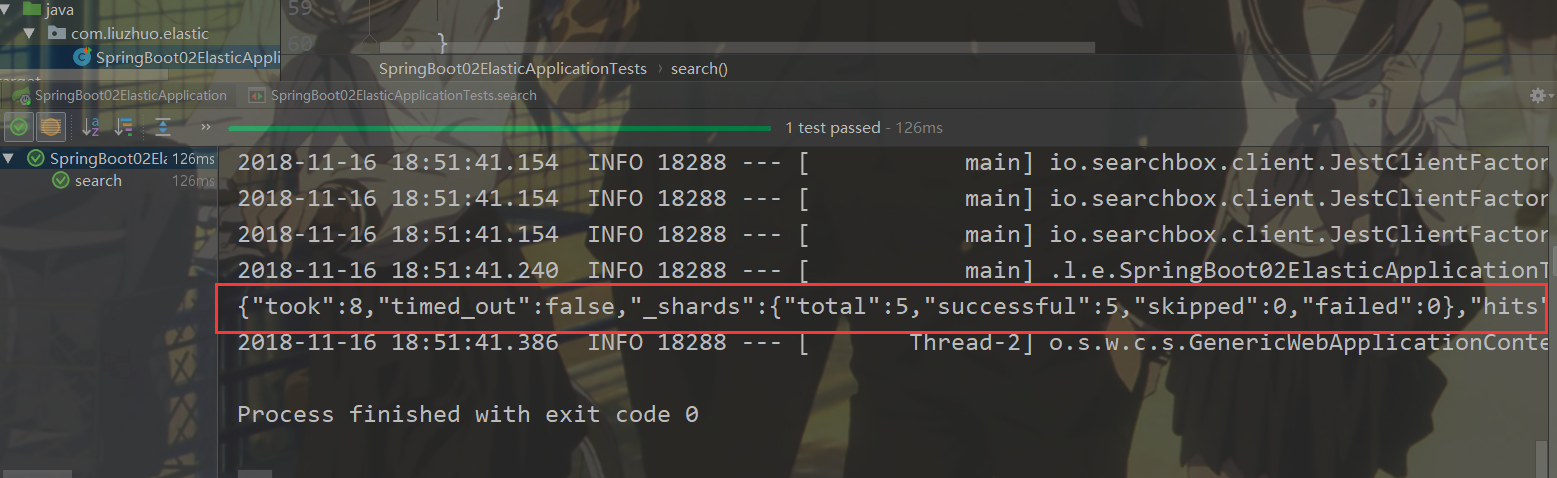 java
59 }
com.liuzhuo.elastic
60 }
SpringBoot02ElasticAppli
SpringBoot02ElasticApplicationTests › search()
SpringBoot02ElasticApplication SpringBoot02ElasticApplicationTests.search
» 1 test passed - 126ms
SpringBoot02Ela 126ms
search 126ms
2018-11-16 18:51:41.154 INFO 18288 --- [ main] io.searchbox.client.JestClientFactor
2018-11-16 18:51:41.154 INFO 18288 --- [ main] io.searchbox.client.JestClientFactor
2018-11-16 18:51:41.154 INFO 18288 --- [ main] io.searchbox.client.JestClientFactor
2018-11-16 18:51:41.240 INFO 18288 --- [ main] .l.e.SpringBoot02ElasticApplicationT
{"took":8,"timed_out":false,"_shards":{"total":5,"successful":5,"skipped":0,"failed":0},"hits"
2018-11-16 18:51:41.386 INFO 18288 --- [ Thread-2] o.s.w.c.s.GenericWebApplicationConte
Process finished with exit code 0